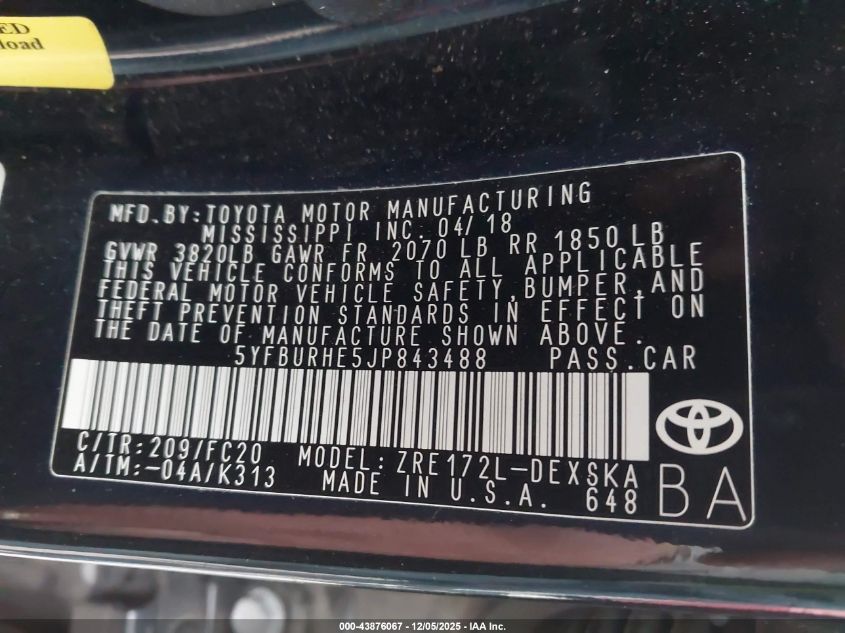 ED
load
MFD.BY:TOYOTA MOTOR MANUFACTURING
MISSISSIPPI INC. 04/18
GVWR 3820LB GAWR FR 2070 LB RR 1850 LB
THIS VEHICLE CONFORMS TO ALL APPLICABLE
FEDERAL MOTOR VEHICLE SAFETY,BUMPER,AND
THEFT PREVENTION STANDARDS IN EFFECT ON
THE DATE OF MANUFACTURE SHOWN ABOVE.
5YFBURHE5JP843488 PASS.CAR
C/TR:209/FC20 MODEL:ZRE172L-DEXSKA
A/TM:-04A/K313 MADE IN U.S.A. 648 BA
000-43876067 - 12/05/2025 - IAA Inc.